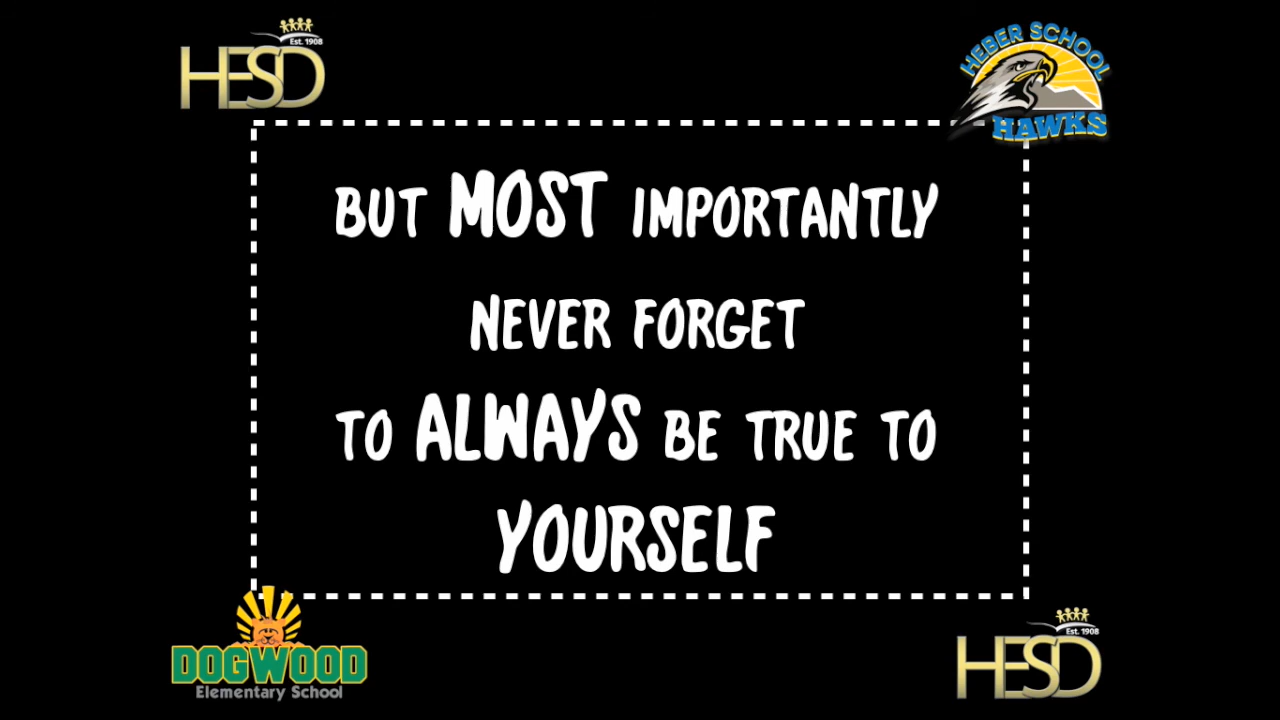 Est. 1908
HESD
HEBER SCHOOL
HAWKS
BUT MOST IMPORTANTLY
NEVER FORGET
TO ALWAYS BE TRUE TO
YOURSELF
DOGWOOD
Elementary School
Est. 1908
HESD